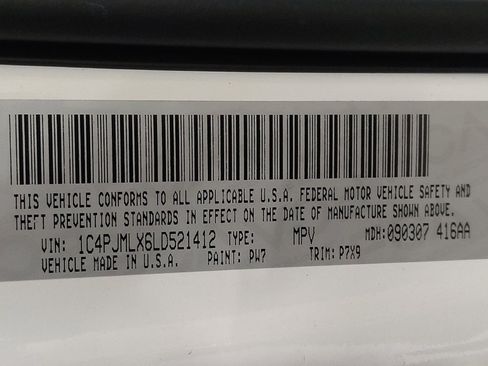 THIS VEHICLE CONFORMS TO ALL APPLICABLE U.S.A. FEDERAL MOTOR VEHICLE SAFETY AND
THEFT PREVENTION STANDARDS IN EFFECT ON THE DATE OF MANUFACTURE SHOWN ABOVE.
VIN: 1C4PJMLX6LD521412 TYPE: MPV MDH: 090307 416AA
VEHICLE MADE IN U.S.A. PAINT: PW7 TRIM: P7X9